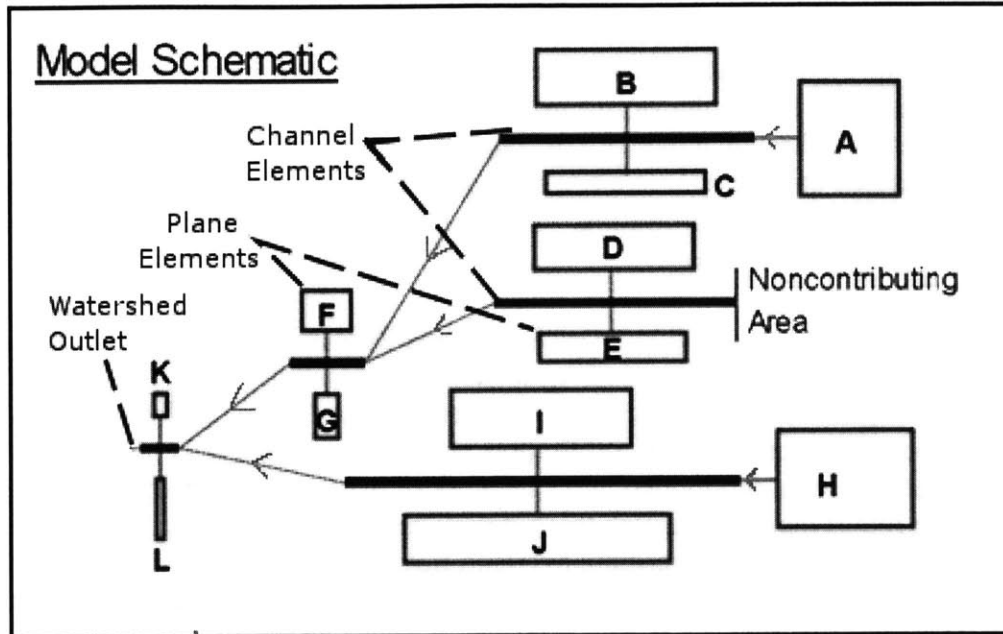 Model Schematic
B
Channel
Elements
A
C
Plane
Elements
D
Noncontributing
Area
Watershed
Outlet
F
E
K
G
I
H
J
L